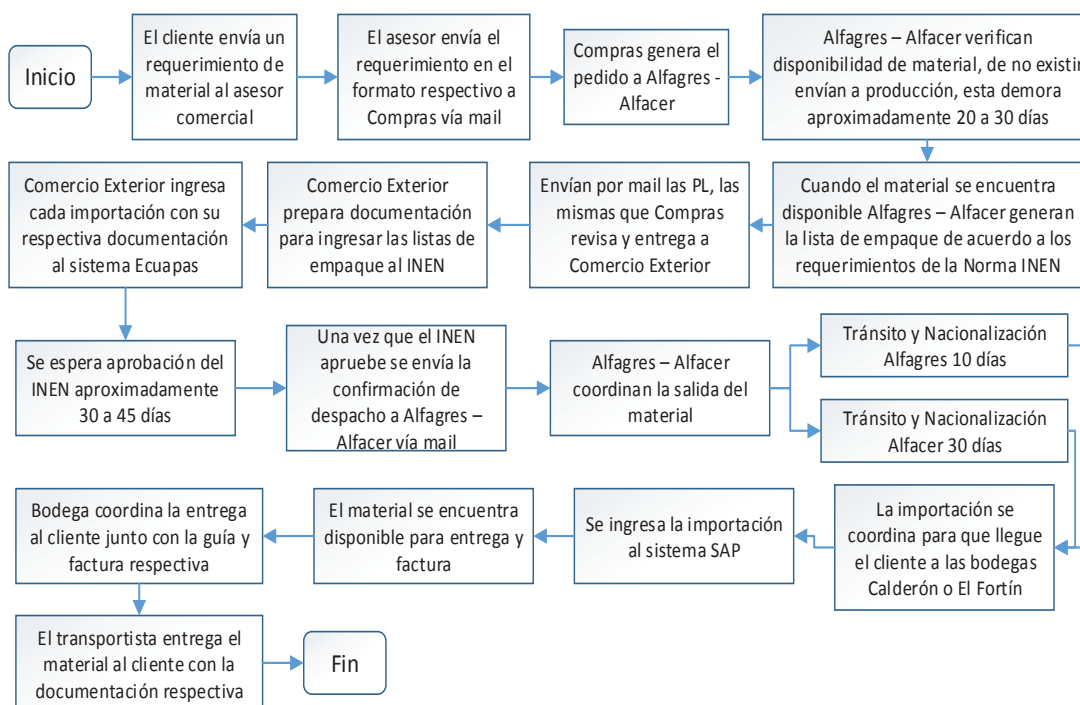 Inicio
El cliente envía un
requerimiento de
material al asesor
comercial
El asesor envía el
requerimiento en el
formato respectivo a
Compras vía mail
Compras genera el
pedido a Alfagres -
Alfacer
Alfagres – Alfacer verifican
disponibilidad de material, de no existir
envían a producción, esta demora
aproximadamente 20 a 30 días
Cuando el material se encuentra
disponible Alfagres – Alfacer generan
la lista de empaque de acuerdo a los
requerimientos de la Norma INEN
Envían por mail las PL, las
mismas que Compras
revisa y entrega a
Comercio Exterior
Comercio Exterior
prepara documentación
para ingresar las listas de
empaque al INEN
Comercio Exterior ingresa
cada importación con su
respectiva documentación
al sistema Ecuapas
Se espera aprobación del
INEN aproximadamente
30 a 45 días
Una vez que el INEN
apruebe se envía la
confirmación de
despacho a Alfagres –
Alfacer vía mail
Alfagres – Alfacer
coordinan la salida del
material
Tránsito y Nacionalización
Alfagres 10 días
Tránsito y Nacionalización
Alfacer 30 días
La importación se
coordina para que llegue
el cliente a las bodegas
Calderón o El Fortín
Se ingresa la importación
al sistema SAP
El material se encuentra
disponible para entrega y
factura
Bodega coordina la entrega
al cliente junto con la guía y
factura respectiva
El transportista entrega el
material al cliente con la
documentación respectiva
Fin